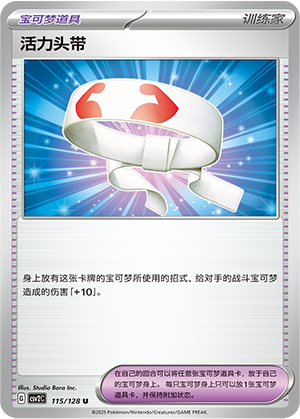 宝可梦道具
训练家
活力头带
身上放有这张卡牌的宝可梦所使用的招式，给对手的战斗宝可梦
造成的伤害「+10」。
Illus. Studio Bora Inc.
在自己的回合可以将任意张宝可梦道具卡，放于自己
的宝可梦身上。每只宝可梦身上只可以放1张宝可梦道
具卡，并保持附加状态。
G CSV2C 115/128 U
©2025 Pokémon/Nintendo/Creatures/GAME FREAK.